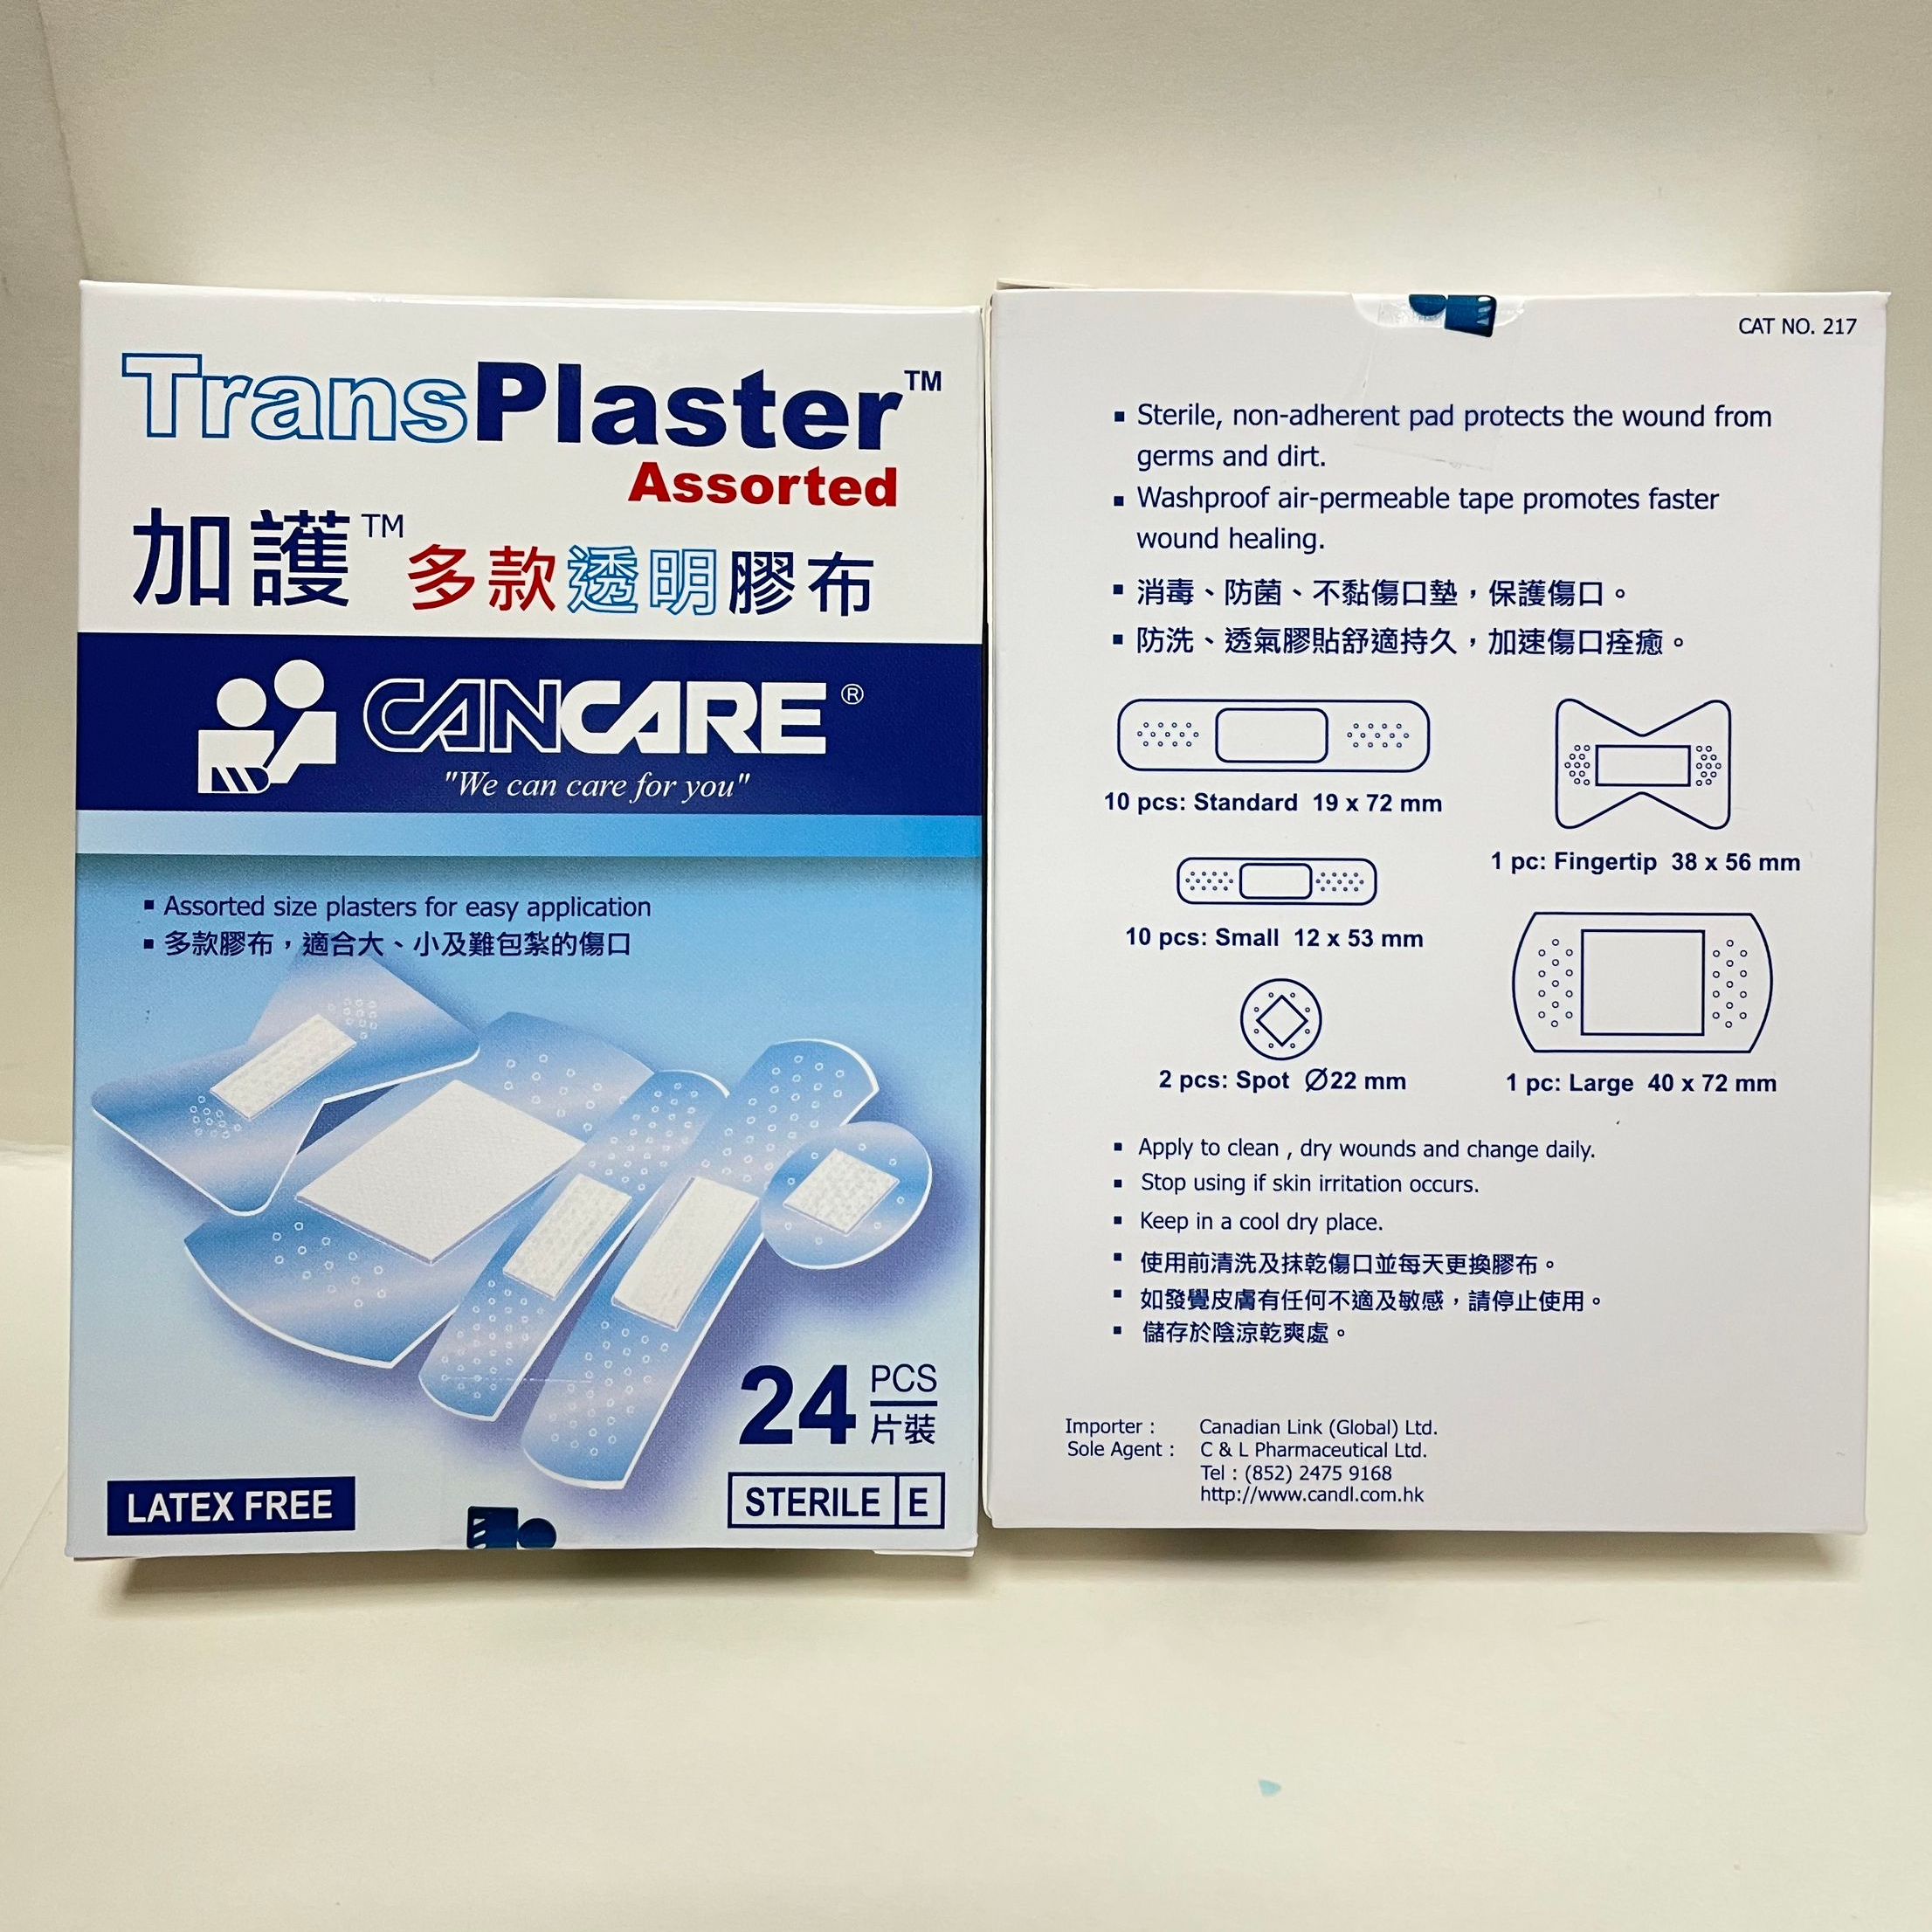 TransPlaster™
Assorted
加護™多款透明膠布
CANCARE®
"We can care for you"
▪ Assorted size plasters for easy application
▪ 多款膠布，適合大、小及難包紮的傷口
24 PCS
片裝
LATEX FREE
STERILE E
CAT NO. 217
▪ Sterile, non-adherent pad protects the wound from
germs and dirt.
▪ Washproof air-permeable tape promotes faster
wound healing.
▪ 消毒、防菌、不黏傷口墊，保護傷口。
▪ 防洗、透氣膠貼舒適持久，加速傷口痊癒。
10 pcs: Standard 19 x 72 mm
1 pc: Fingertip 38 x 56 mm
10 pcs: Small 12 x 53 mm
2 pcs: Spot Ø22 mm
1 pc: Large 40 x 72 mm
▪ Apply to clean , dry wounds and change daily.
▪ Stop using if skin irritation occurs.
▪ Keep in a cool dry place.
▪ 使用前清洗及抹乾傷口並每天更換膠布。
▪ 如發覺皮膚有任何不適及敏感，請停止使用。
▪ 儲存於陰涼乾爽處。
Importer : Canadian Link (Global) Ltd.
Sole Agent : C & L Pharmaceutical Ltd.
Tel : (852) 2475 9168
http://www.candl.com.hk